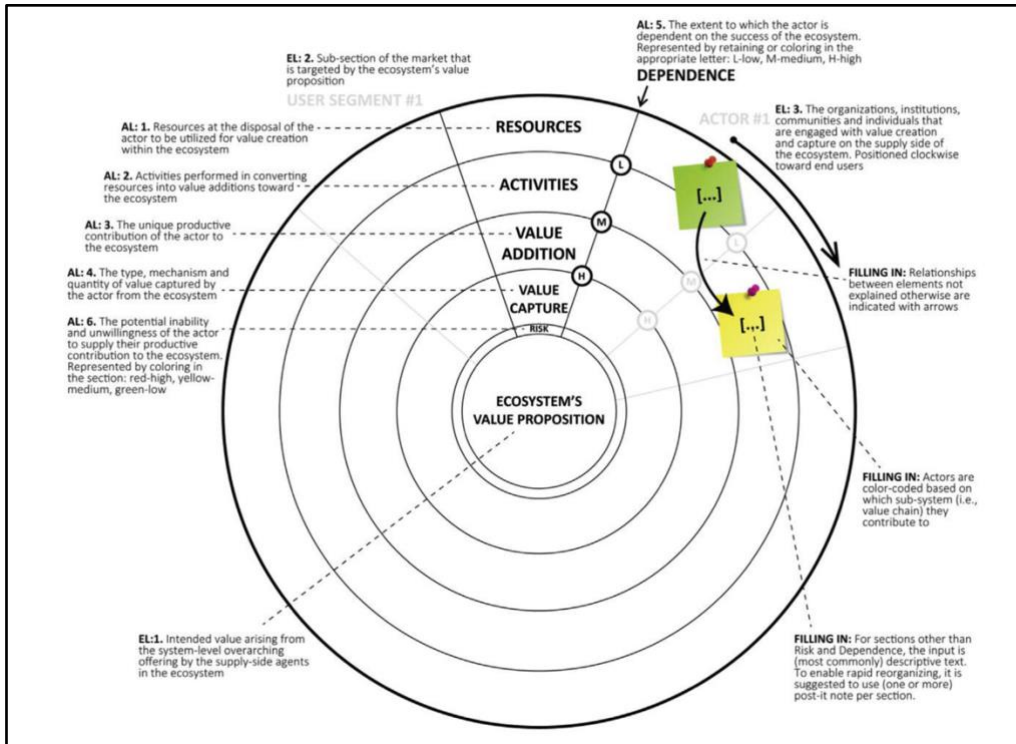 AL: 5. The extent to which the actor is
dependent on the success of the ecosystem.
Represented by retaining or coloring in the
appropriate letter: L-low, M-medium, H-high
DEPENDENCE
EL: 2. Sub-section of the market that
is targeted by the ecosystem's value
proposition
USER SEGMENT #1
ACTOR #1
EL: 3. The organizations, institutions,
communities and individuals that
are engaged with value creation
and capture on the supply side of
the ecosystem. Positioned clockwise
toward end users
AL: 1. Resources at the disposal of the
actor to be utilized for value creation
within the ecosystem
RESOURCES
L
AL: 2. Activities performed in converting
resources into value additions toward
the ecosystem
ACTIVITIES
[...]
M
AL: 3. The unique productive
contribution of the actor to
the ecosystem
VALUE
ADDITION
L
AL: 4. The type, mechanism and
quantity of value captured by
the actor from the ecosystem
H
VALUE
CAPTURE
M
FILLING IN: Relationships
between elements not
explained otherwise are
indicated with arrows
AL: 6. The potential inability
and unwillingness of the actor
to supply their productive
contribution to the ecosystem.
Represented by coloring in
the section: red-high, yellow-
medium, green-low
RISK
H
[...]
ECOSYSTEM'S
VALUE PROPOSITION
FILLING IN: Actors are
color-coded based on
which sub-system (i.e.,
value chain) they
contribute to
EL:1. Intended value arising from
the system-level overarching
offering by the supply-side agents
in the ecosystem
FILLING IN: For sections other than
Risk and Dependence, the input is
(most commonly) descriptive text.
To enable rapid reorganizing, it is
suggested to use (one or more)
post-it note per section.